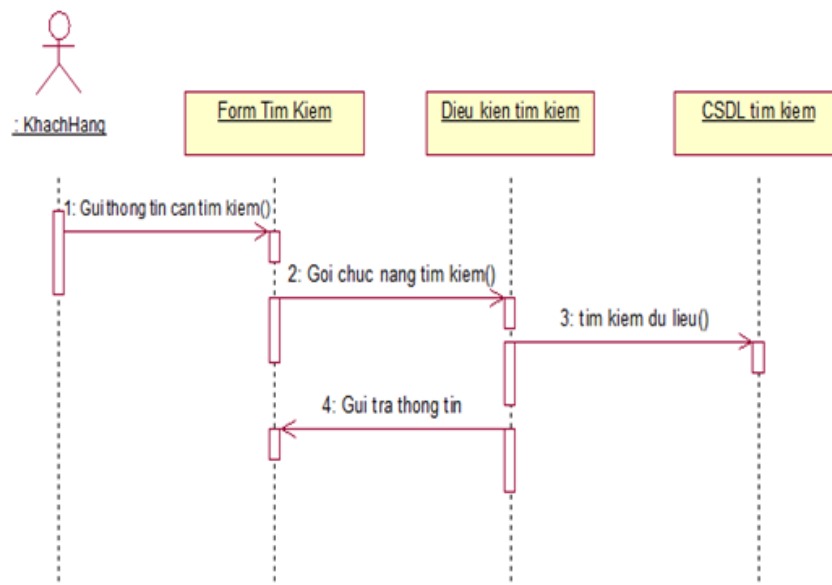 : KhachHang
Form Tim Kiem
Dieu kien tim kiem
CSDL tim kiem
1: Gui thong tin can tim kiem()
2: Goi chuc nang tim kiem()
3: tim kiem du lieu()
4: Gui tra thong tin